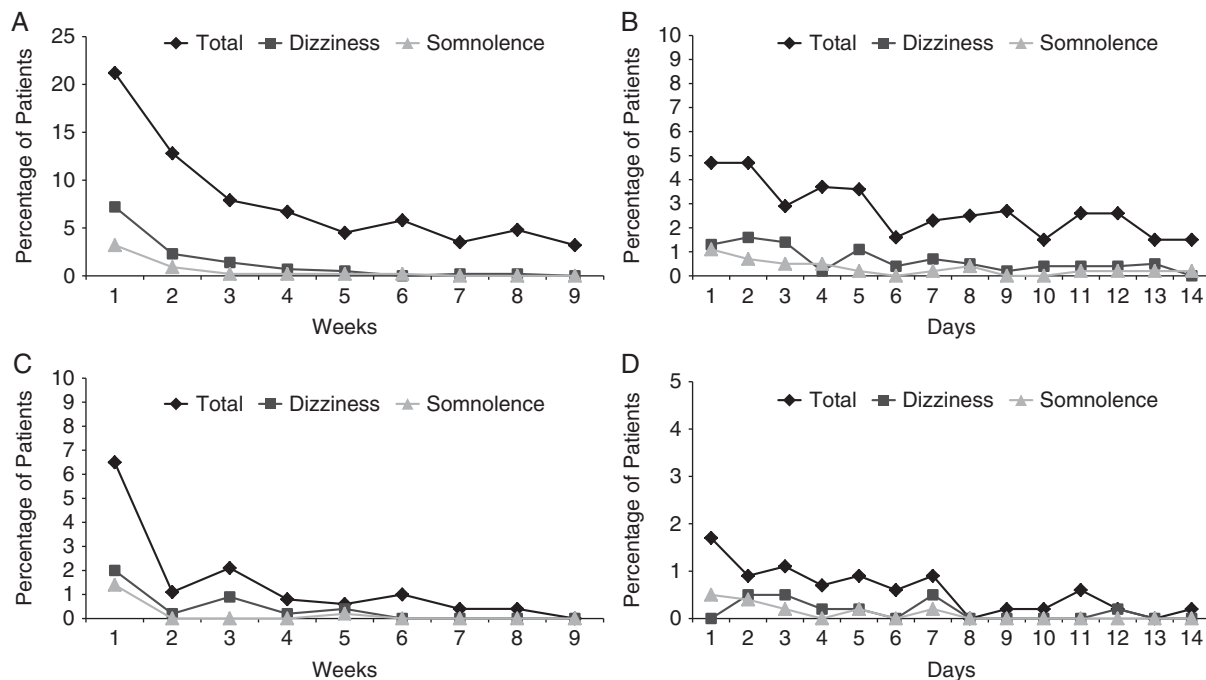 A
Percentage of Patients
25
20
15
10
5
0
Total Dizziness Somnolence
1 2 3 4 5 6 7 8 9
Weeks
B
Percentage of Patients
10
9
8
7
6
5
4
3
2
1
0
Total Dizziness Somnolence
1 2 3 4 5 6 7 8 9 10 11 12 13 14
Days
C
Percentage of Patients
10
9
8
7
6
5
4
3
2
1
0
Total Dizziness Somnolence
1 2 3 4 5 6 7 8 9
Weeks
D
Percentage of Patients
5
4
3
2
1
0
Total Dizziness Somnolence
1 2 3 4 5 6 7 8 9 10 11 12 13 14
Days